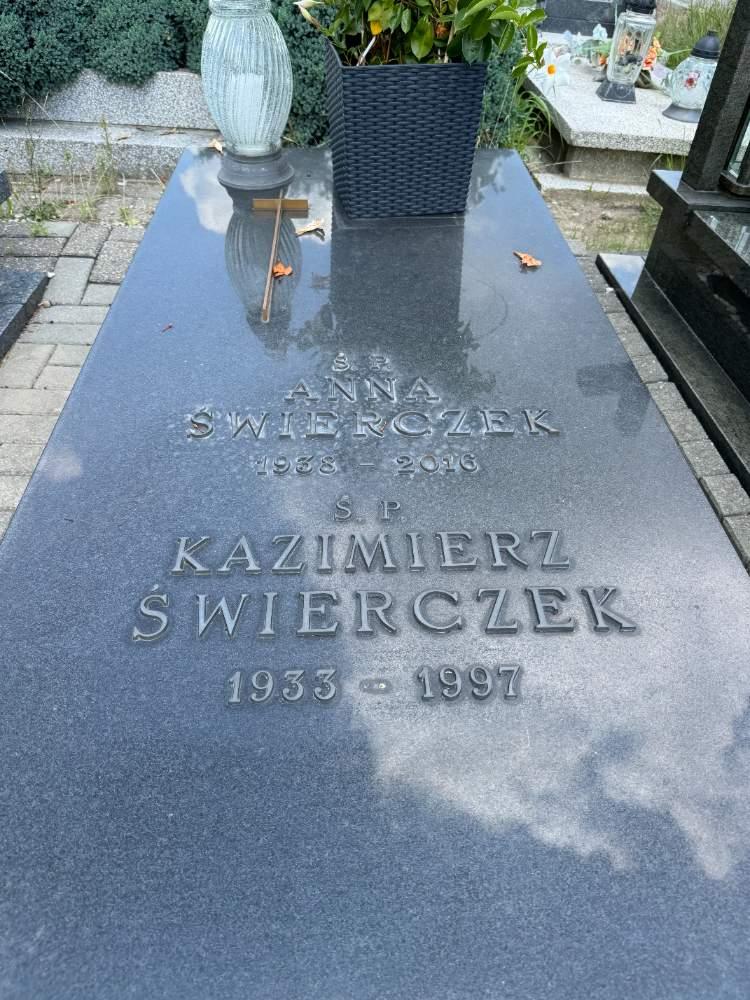 Ś. P.
ANNA
ŚWIERCZEK
1938 - 2016
Ś. P.
KAZIMIERZ
ŚWIERCZEK
1933 - 1997